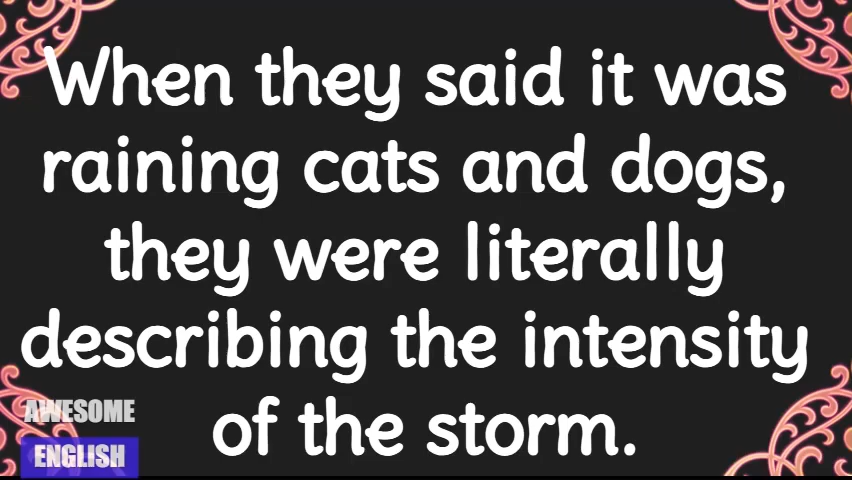 When they said it was
raining cats and dogs,
they were literally
describing the intensity
of the storm.
AWESOME
ENGLISH